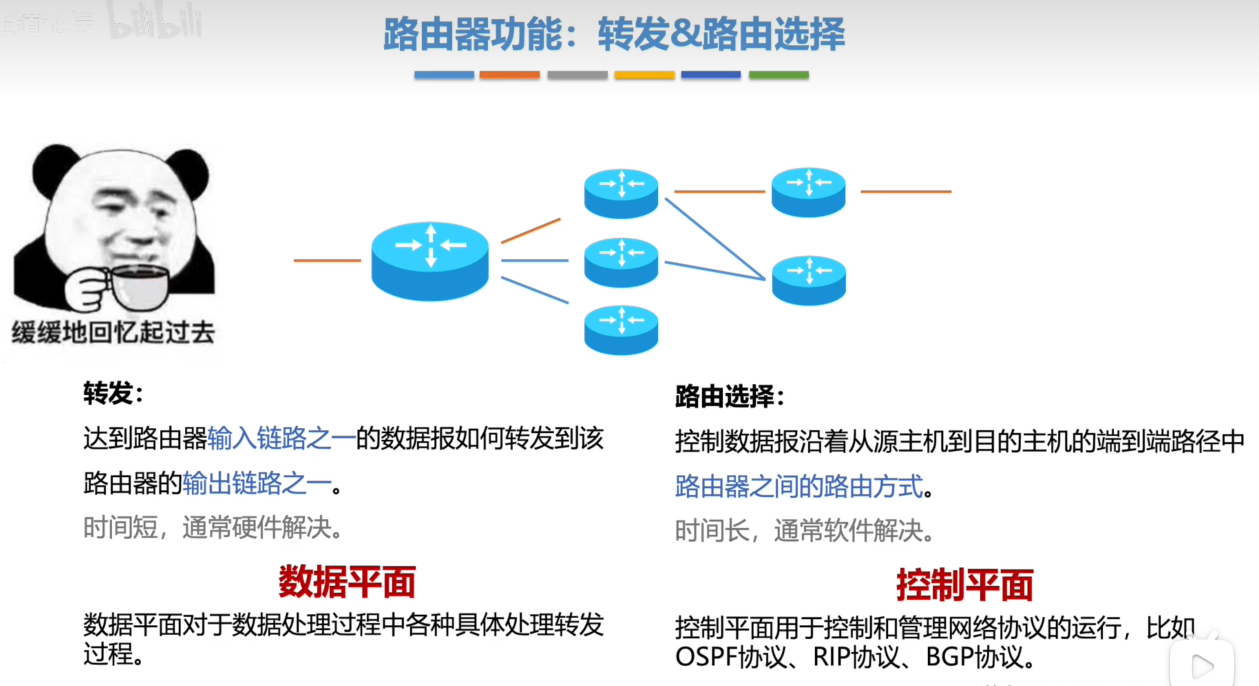 bilibili
路由器功能：转发&路由选择
缓缓地回忆起过去
转发：
达到路由器输入链路之一的数据报如何转发到该
路由器的输出链路之一。
时间短，通常硬件解决。
数据平面
数据平面对于数据处理过程中各种具体处理转发
过程。
路由选择：
控制数据报沿着从源主机到目的主机的端到端路径中
路由器之间的路由方式。
时间长，通常软件解决。
控制平面
控制平面用于控制和管理网络协议的运行，比如
OSPF协议、RIP协议、BGP协议。